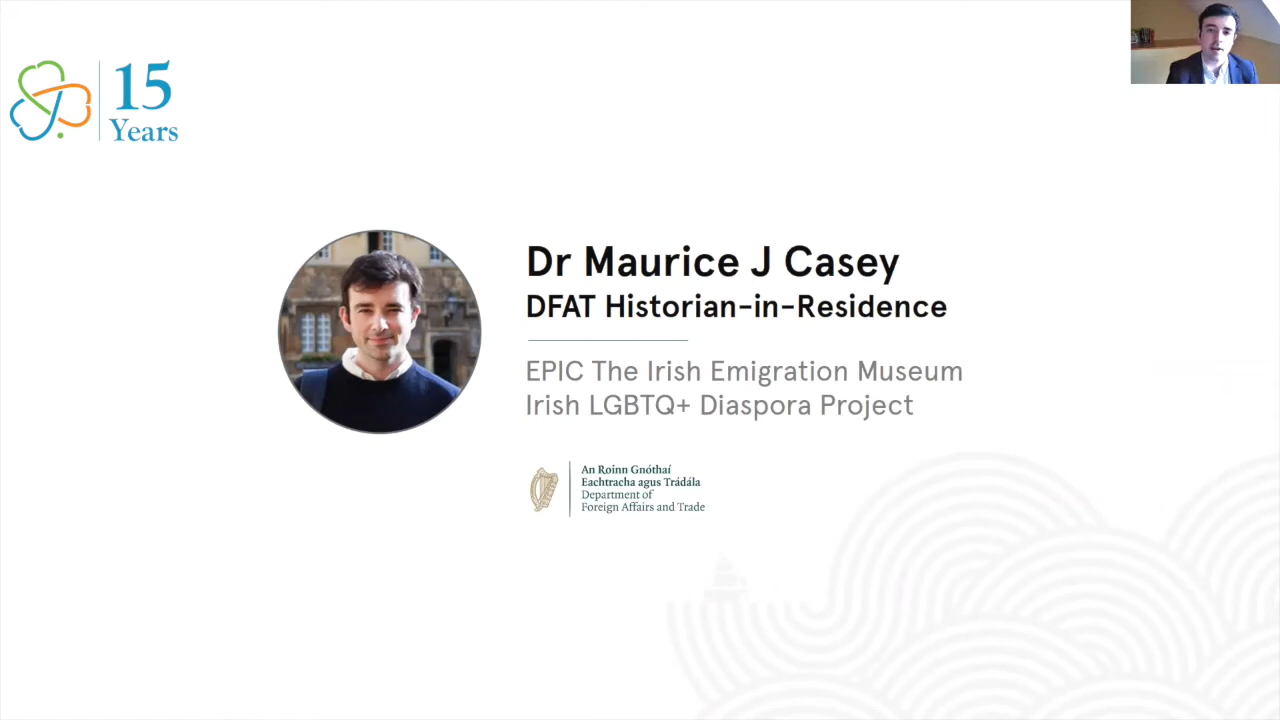 15
Years
Dr Maurice J Casey
DFAT Historian-in-Residence
EPIC The Irish Emigration Museum
Irish LGBTQ+ Diaspora Project
An Roinn Gnóthaí
Eachtracha agus Trádála
Department of
Foreign Affairs and Trade